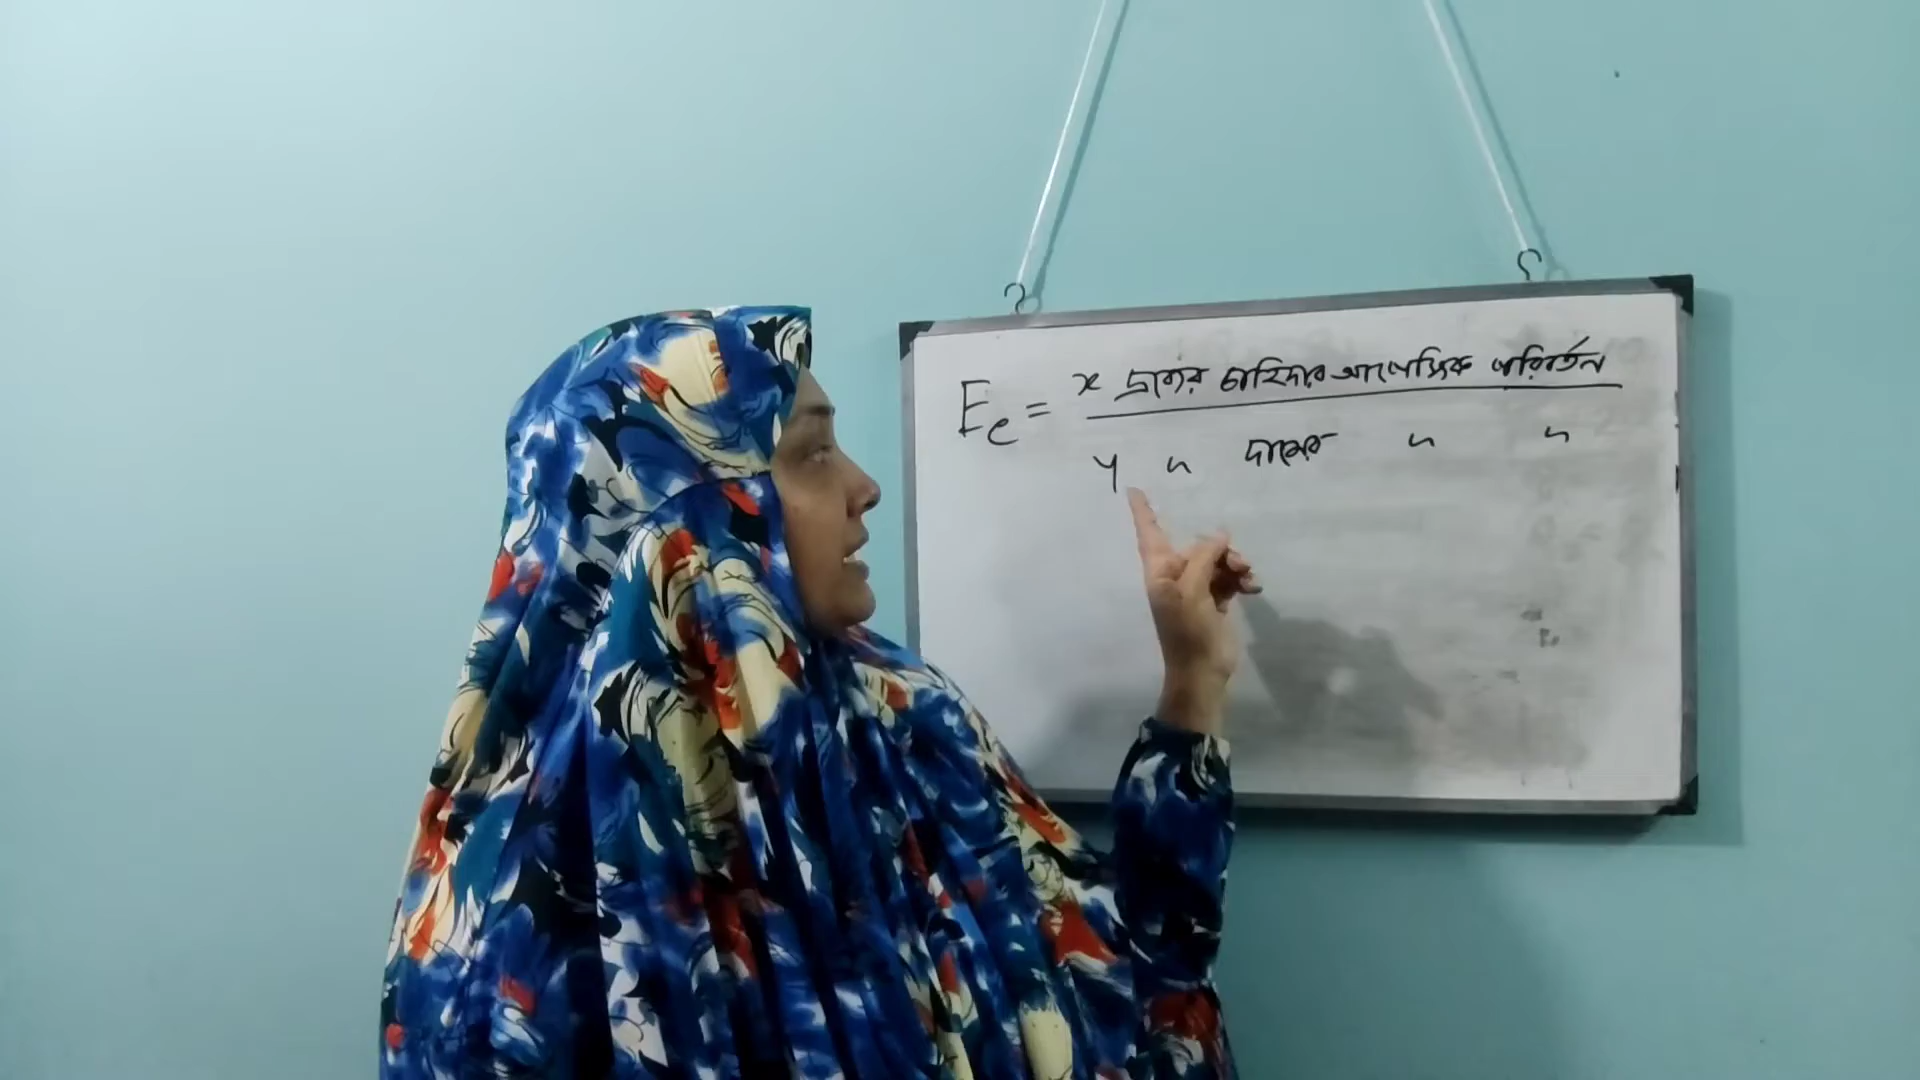 Ee = x দ্রব্যের চাহিদার আপেক্ষিক পরিবর্তন
y " দামের " "